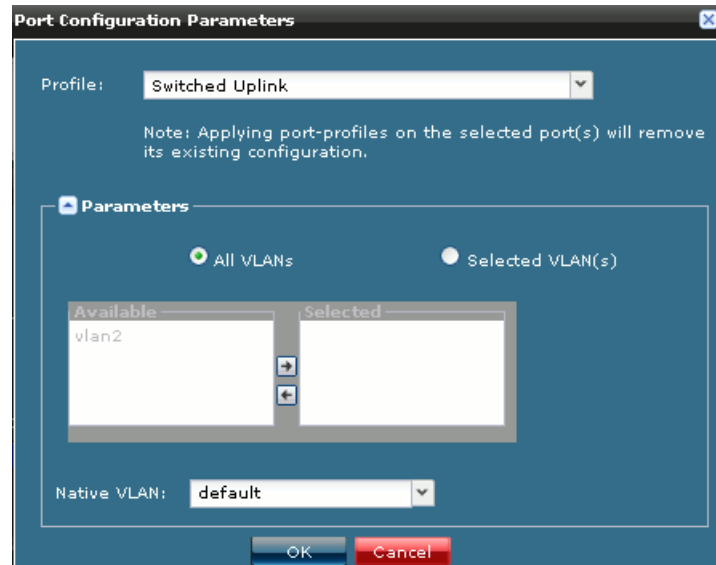 Port Configuration Parameters
Profile: Switched Uplink
Note: Applying port-profiles on the selected port(s) will remove
its existing configuration.
Parameters
All VLANs Selected VLAN(s)
Available Selected
vlan2
Native VLAN: default
OK Cancel